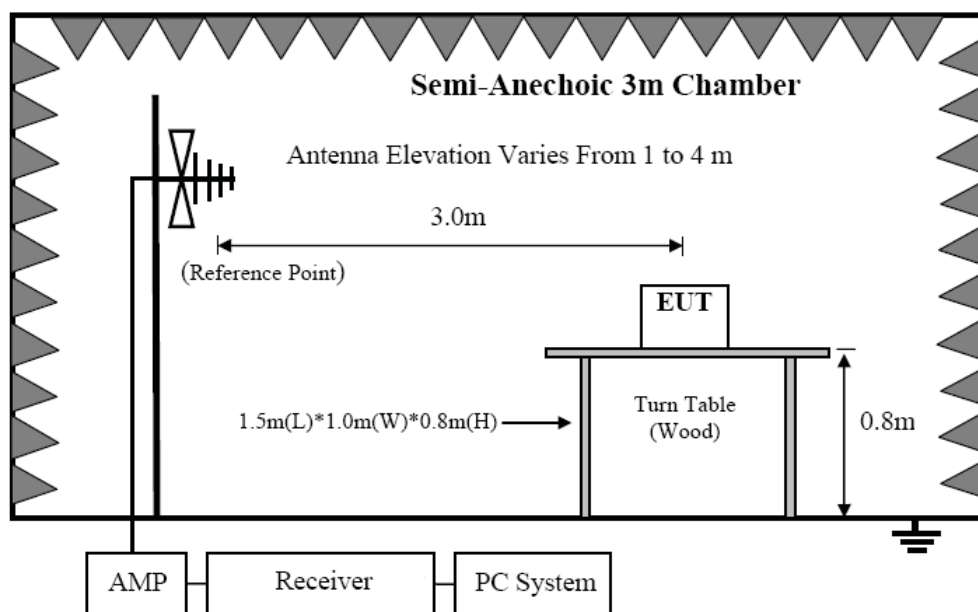 Semi-Anechoic 3m Chamber
Antenna Elevation Varies From 1 to 4 m
3.0m
(Reference Point)
EUT
1.5m(L)*1.0m(W)*0.8m(H)
Turn Table
(Wood)
0.8m
AMP
Receiver
PC System